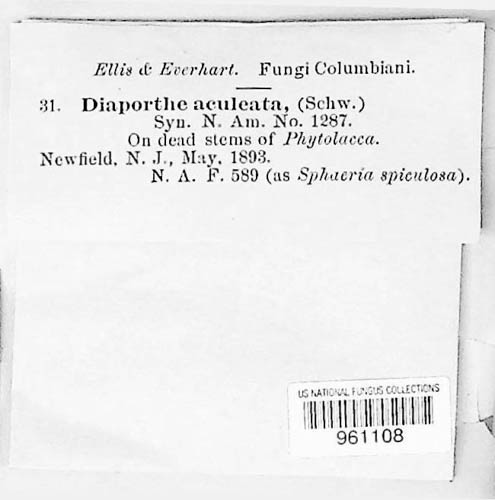 Ellis & Everhart. Fungi Columbiani.
31. Diaporthe aculeata, (Schw.)
Syn. N. Am. No. 1287.
On dead stems of Phytolacca.
Newfield, N. J., May, 1893.
N. A. F. 589 (as Sphaeria spiculosa).
US NATIONAL FUNGUS COLLECTIONS
961108